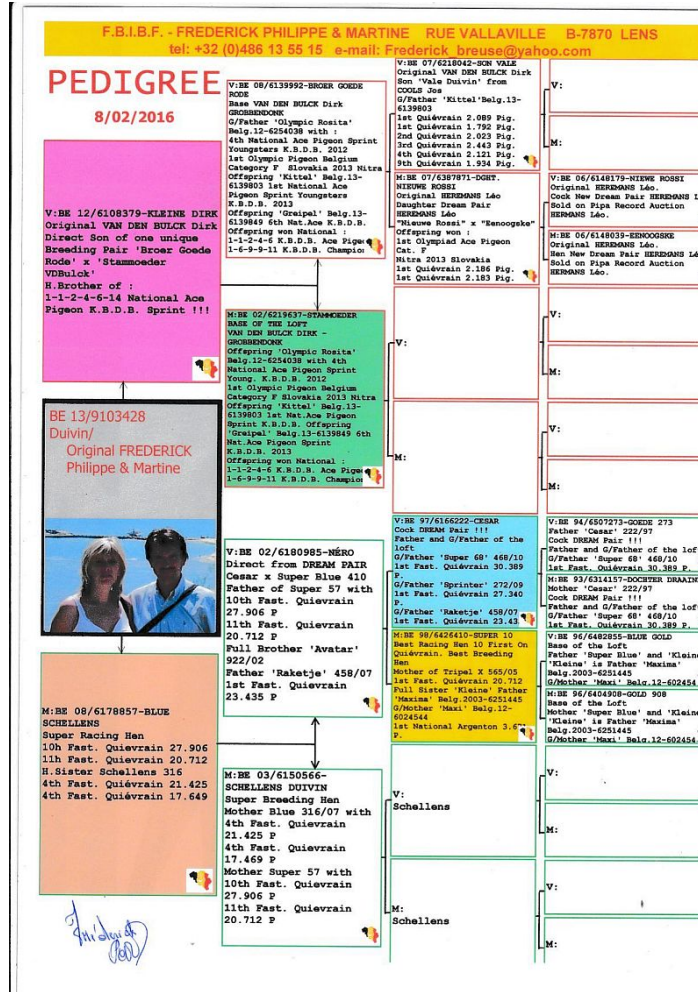 F.B.I.B.F. - FREDERICK PHILIPPE & MARTINE RUE VALLAVILLE B-7870 LENS
tel: +32 (0)486 13 55 15 e-mail: Frederick_breuse@yahoo.com
PEDIGREE
8/02/2016
V:BE 12/6108379-KLEINE DIRK
Original VAN DEN BULCK Dirk
Direct Son of one unique
Breeding Pair 'Broer Goede
Rode' x 'Stammoeder
VDBulck'
H.Brother of :
1-1-2-4-6-14 National Ace
Pigeon K.B.D.B. Sprint !!!
BE 13/9103428
Duivin/
Original FREDERICK
Philippe & Martine
M:BE 08/6178857-BLUE
SCHELLENS
Super Racing Hen
10h Fast. Quievrain 27.906
11h Fast. Quievrain 20.712
H.Sister Schellens 316
4th Fast. Quiévrain 21.425
4th Fast. Quiévrain 17.649
V:BE 08/6139992-BROER GOEDE
RODE
Base VAN DEN BULCK Dirk
GROBBENDONK
G/Father 'Olympic Rosita'
Belg.12-6254038 with :
4th National Ace Pigeon Sprint
Youngsters K.B.D.B. 2012
1st Olympic Pigeon Belgium
Category F Slovakia 2013 Nitra
Offspring 'Kittel' Belg.13-
6139803 1st National Ace
Pigeon Sprint Youngsters
K.B.D.B. 2013
Offspring 'Greipel' Belg.13-
6139849 6th Nat.Ace K.B.D.B.
Offspring won National :
1-1-2-4-6 K.B.D.B. Ace Pigeo
1-6-9-9-11 K.B.D.B. Champio
M:BE 02/6219637-STAMMOEDER
BASE OF THE LOFT
VAN DEN BULCK DIRK -
GROBBENDONK
Offspring 'Olympic Rosita'
Belg.12-6254038 with 4th
National Ace Pigeon Sprint
Young. K.B.D.B. 2012
1st Olympic Pigeon Belgium
Category F Slovakia 2013 Nitra
Offspring 'Kittel' Belg.13-
6139803 1st Nat.Ace Pigeon
Sprint K.B.D.B. Offspring
'Greipel' Belg.13-6139849 6th
Nat.Ace Pigeon Sprint
K.B.D.B. 2013
Offspring won National :
1-1-2-4-6 K.B.D.B. Ace Pige
1-6-9-9-11 K.B.D.B. Champio
V:BE 02/6180985-NÉRO
Direct from DREAM PAIR
Cesar x Super Blue 410
Father of Super 57 with
10th Fast. Quievrain
27.906 P
11th Fast. Quievrain
20.712 P
Full Brother 'Avatar'
922/02
Father 'Raketje' 458/07
1st Fast. Quievrain
23.435 P
M:BE 03/6150566-
SCHELLENS DUIVIN
Super Breeding Hen
Mother Blue 316/07 with
4th Fast. Quievrain
21.425 P
4th Fast. Quievrain
17.469 P
Mother Super 57 with
10th Fast. Quievrain
27.906 P
11th Fast. Quievrain
20.712 P
V:BE 07/6218042-SON VALE
Original VAN DEN BULCK Dirk
Son 'Vale Duivin' from
COOLS Jos
G/Father 'Kittel'Belg.13-
6139803
1st Quiévrain 2.089 Pig.
1st Quiévrain 1.792 Pig.
2nd Quiévrain 2.023 Pig.
3rd Quiévrain 2.443 Pig.
4th Quiévrain 2.121 Pig.
9th Quiévrain 1.934 Pig.
M:BE 07/6387871-DGHT.
NIEUWE ROSSI
Original HEREMANS Léo
Daughter Dream Pair
HEREMANS Léo
"Nieuwe Rossi" x "Eenoogske"
Offspring won :
1st Olympiad Ace Pigeon
Cat. F
Nitra 2013 Slovakia
1st Quiévrain 2.186 Pig.
1st Quiévrain 2.183 Pig.
V:
M:
V:BE 97/6166222-CESAR
Cock DREAM Pair !!!
Father and G/Father of the
loft
G/Father 'Super 68' 468/10
1st Fast. Quiévrain 30.389
P.
G/Father 'Sprinter' 272/09
1st Fast. Quiévrain 27.340
P.
G/Father 'Raketje' 458/07
1st Fast. Quiévrain 23.43
M:BE 98/6426410-SUPER 10
Best Racing Hen 10 First On
Quiévrain. Best Breeding
Hen
Mother of Tripel X 565/05
1st Fast. Quiévrain 20.712
Full Sister 'Kleine' Father
'Maxima' Belg.2003-6251445
G/Mother 'Maxi' Belg.12-
6024544
1st National Argenton 3.6
P.
V:
Schellens
M:
Schellens
V:
M:
V:BE 06/6148179-NIEWE ROSSI
Original HEREMANS Léo.
Cock New Dream Pair HEREMANS L
Sold on Pipa Record Auction
HERMANS Léo.
M:BE 06/6148039-EENOOGSKE
Original HEREMANS Léo.
Hen New Dream Pair HEREMANS Lé
Sold on Pipa Record Auction
HERMANS Léo.
V:
M:
V:
M:
V:BE 94/6507273-GOEDE 273
Father 'Cesar' 222/97
Cock DREAM Pair !!!
Father and G/Father of the lof
G/Father 'Super 68' 468/10
1st Fast. Quiévrain 30.389 P.
M:BE 93/6314157-DOCHTER DRAAIN
Mother 'Cesar' 222/97
Cock DREAM Pair !!!
Father and G/Father of the lof
G/Father 'Super 68' 468/10
1st Fast. Quiévrain 30.389 P.
V:BE 96/6482855-BLUE GOLD
Base of the Loft
Father 'Super Blue' and 'Klein
'Kleine' is Father 'Maxima'
Belg.2003-6251445
G/Mother 'Maxi' Belg.12-602454
M:BE 96/6404908-GOLD 908
Base of the Loft
Mother 'Super Blue' and 'Klein
'Kleine' is Father 'Maxima'
Belg.2003-6251445
G/Mother 'Maxi' Belg.12-602454
V:
M:
V:
M: